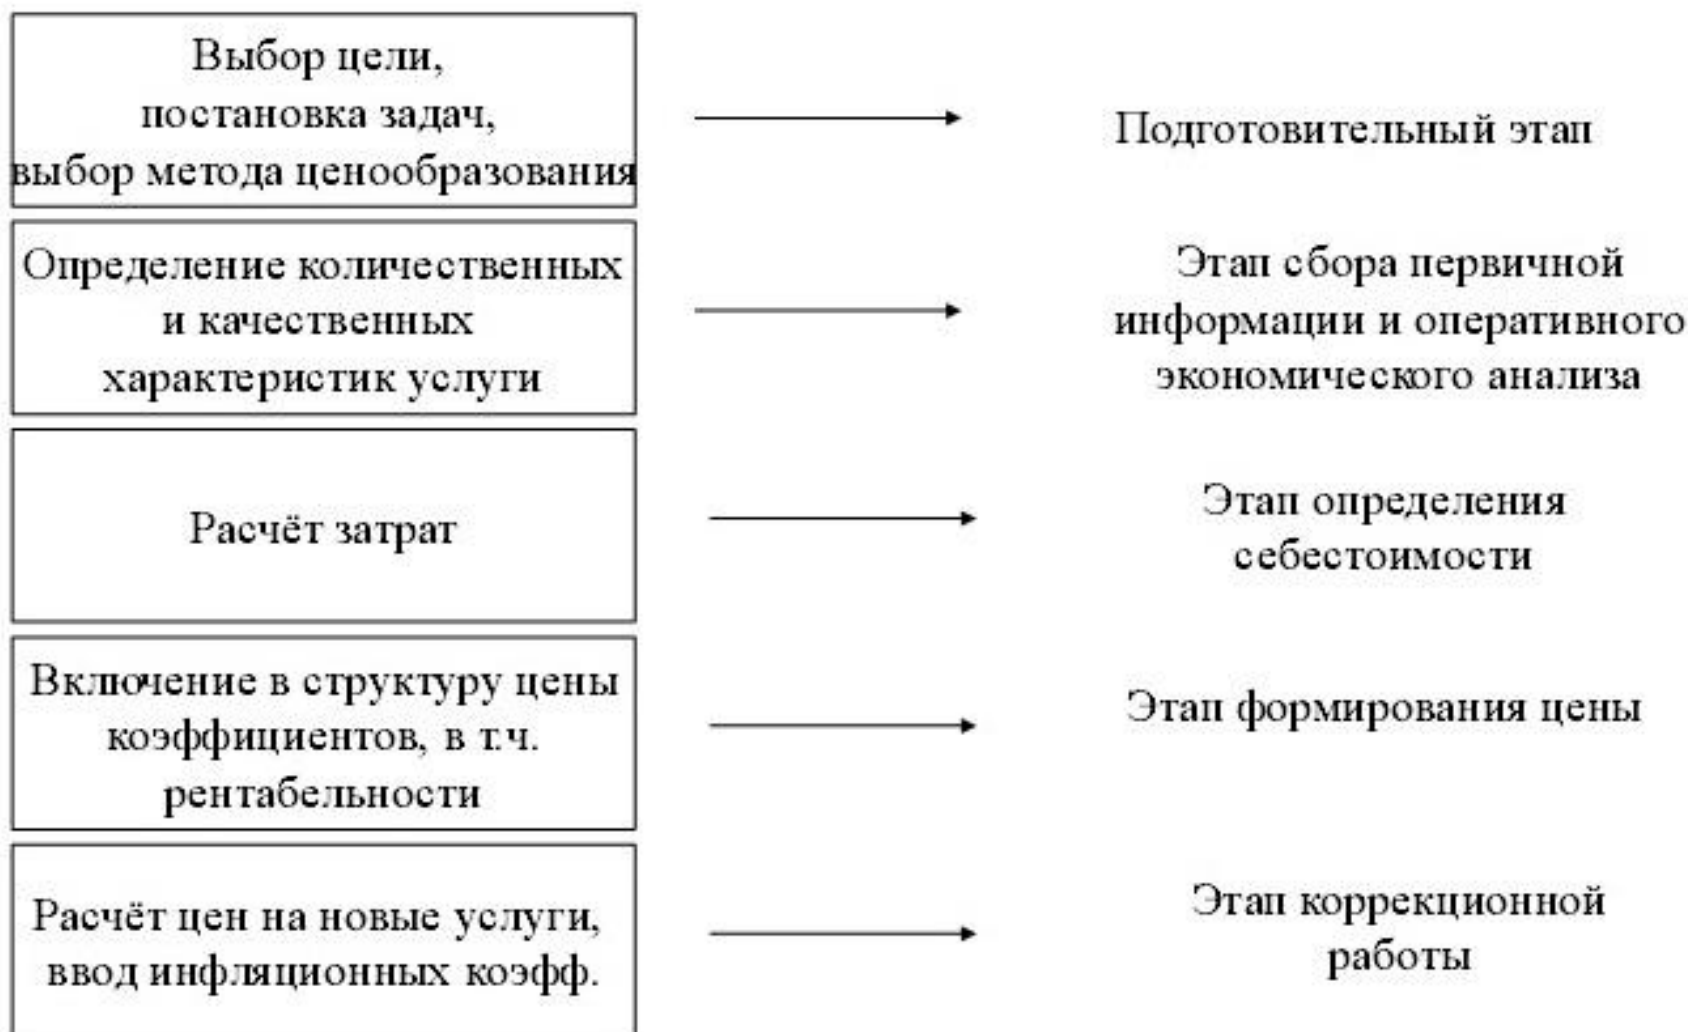 Выбор цели,
постановка задач,
выбор метода ценообразования
Подготовительный этап
Определение количественных
и качественных
характеристик услуги
Этап сбора первичной
информации и оперативного
экономического анализа
Расчёт затрат
Этап определения
себестоимости
Включение в структуру цены
коэффициентов, в т.ч.
рентабельности
Этап формирования цены
Расчёт цен на новые услуги,
ввод инфляционных коэфф.
Этап коррекционной
работы